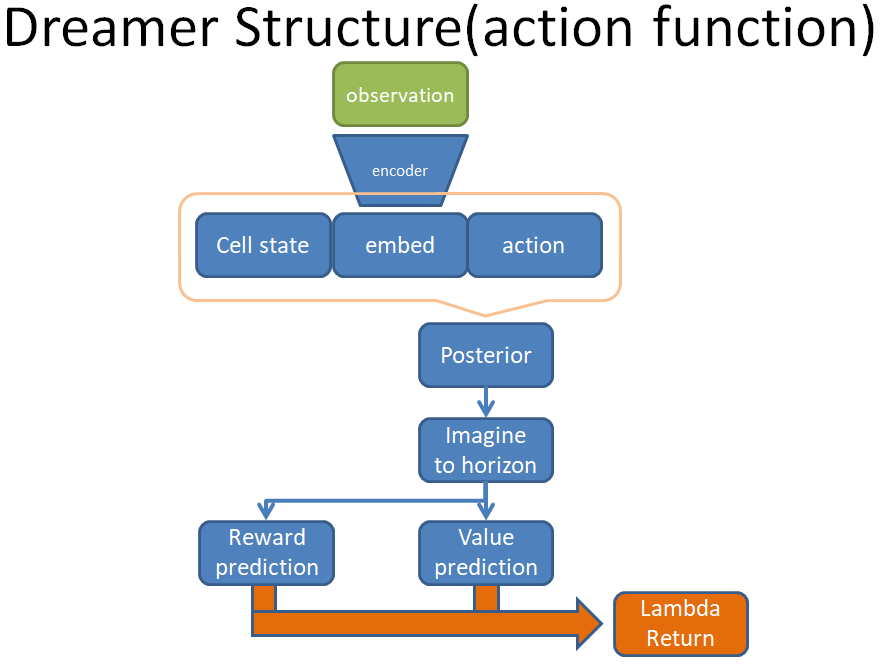 Dreamer Structure(action function)
observation
encoder
Cell state
embed
action
Posterior
Imagine
to horizon
Reward
prediction
Value
prediction
Lambda
Return